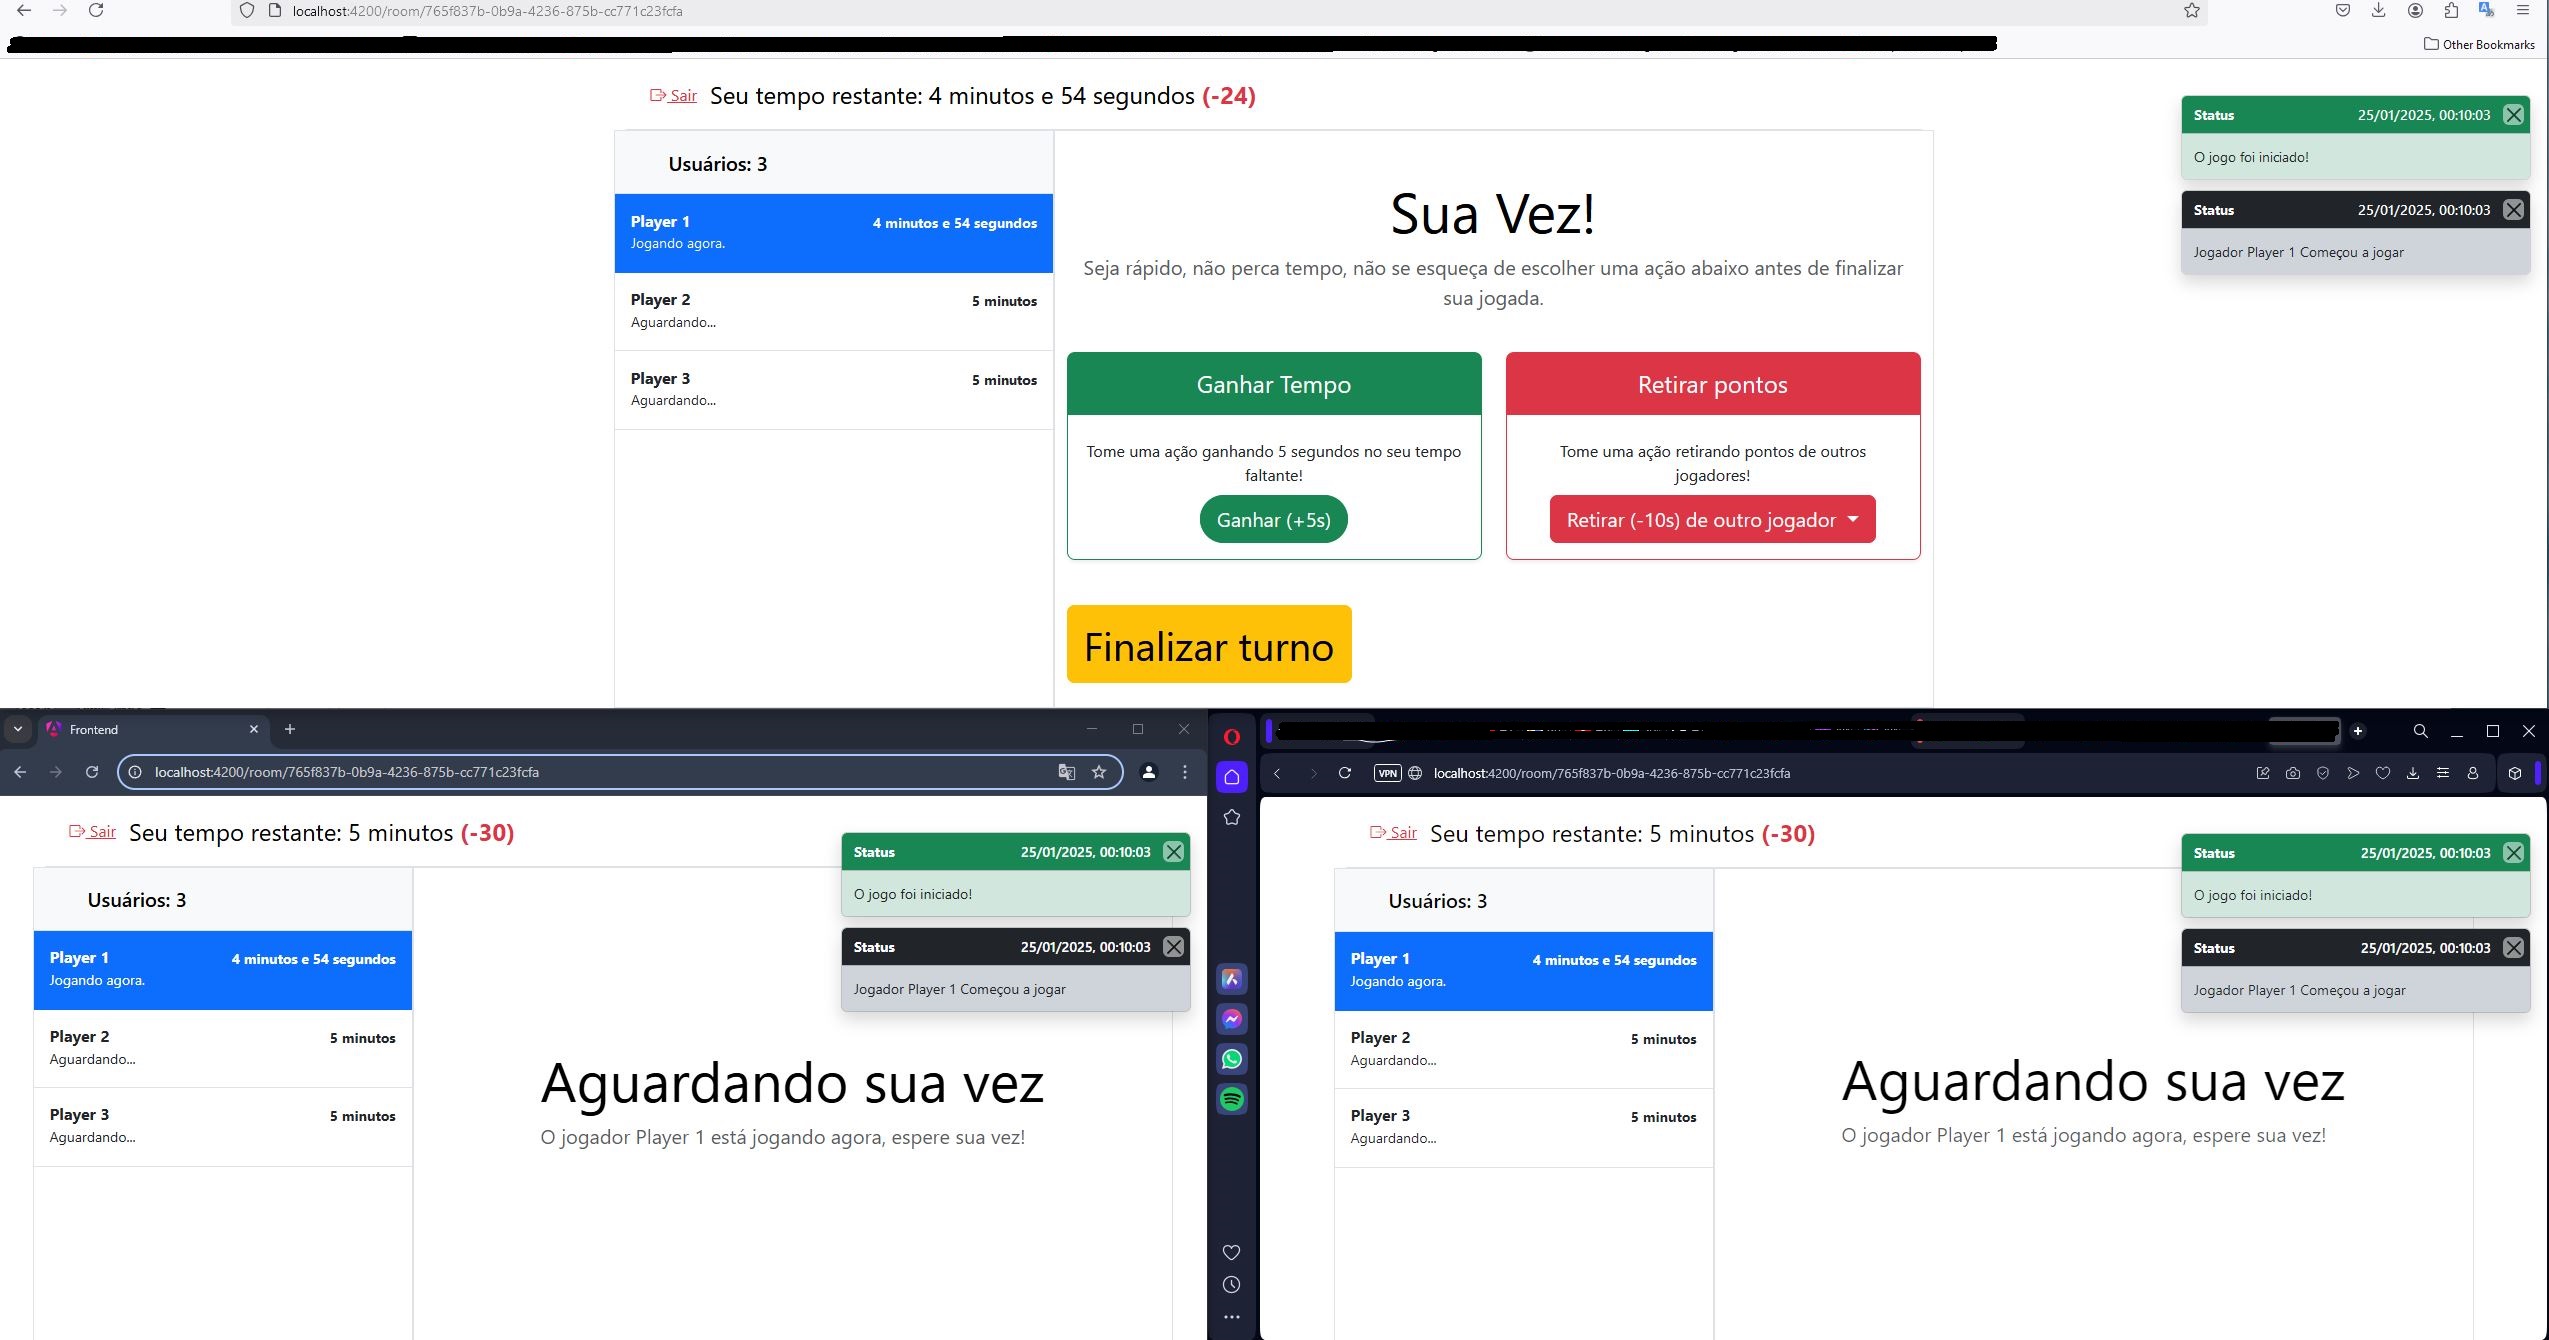 localhost:4200/room/765f837b-0b9a-4236-875b-cc771c23fcfa
Other Bookmarks
Sair Seu tempo restante: 4 minutos e 54 segundos (-24)
Usuários: 3
Player 1 4 minutos e 54 segundos
Jogando agora.
Player 2 5 minutos
Aguardando...
Player 3 5 minutos
Aguardando...
Sua Vez!
Seja rápido, não perca tempo, não se esqueça de escolher uma ação abaixo antes de finalizar
sua jogada.
Ganhar Tempo
Tome uma ação ganhando 5 segundos no seu tempo
faltante!
Ganhar (+5s)
Retirar pontos
Tome uma ação retirando pontos de outros
jogadores!
Retirar (-10s) de outro jogador
Finalizar turno
Status 25/01/2025, 00:10:03
O jogo foi iniciado!
Status 25/01/2025, 00:10:03
Jogador Player 1 Começou a jogar
Frontend
localhost:4200/room/765f837b-0b9a-4236-875b-cc771c23fcfa
Sair Seu tempo restante: 5 minutos (-30)
Usuários: 3
Player 1 4 minutos e 54 segundos
Jogando agora.
Player 2 5 minutos
Aguardando...
Player 3 5 minutos
Aguardando...
Status 25/01/2025, 00:10:03
O jogo foi iniciado!
Status 25/01/2025, 00:10:03
Jogador Player 1 Começou a jogar
Aguardando sua vez
O jogador Player 1 está jogando agora, espere sua vez!
VPN localhost:4200/room/765f837b-0b9a-4236-875b-cc771c23fcfa
Sair Seu tempo restante: 5 minutos (-30)
Usuários: 3
Player 1 4 minutos e 54 segundos
Jogando agora.
Player 2 5 minutos
Aguardando...
Player 3 5 minutos
Aguardando...
Status 25/01/2025, 00:10:03
O jogo foi iniciado!
Status 25/01/2025, 00:10:03
Jogador Player 1 Começou a jogar
Aguardando sua vez
O jogador Player 1 está jogando agora, espere sua vez!